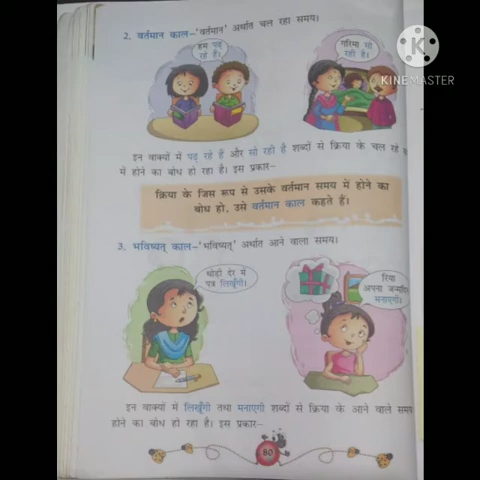 2. वर्तमान काल–'वर्तमान' अर्थात चल रहा समय।
हम पढ़
रहे हैं।
गरिमा सो
रही है।
KINEMASTER
इन वाक्यों में पढ़ रहे हैं और सो रही है शब्दों से क्रिया के चल रहे
में होने का बोध हो रहा है। इस प्रकार–
क्रिया के जिस रूप से उसके वर्तमान समय में होने का
बोध हो, उसे वर्तमान काल कहते हैं।
3. भविष्यत् काल–'भविष्यत्' अर्थात आने वाला समय।
थोड़ी देर में
पत्र लिखूँगी।
रिया
अपना जन्मदिन
मनाएगी।
इन वाक्यों में लिखूँगी तथा मनाएगी शब्दों से क्रिया के आने वाले समय
होने का बोध हो रहा है। इस प्रकार–
80